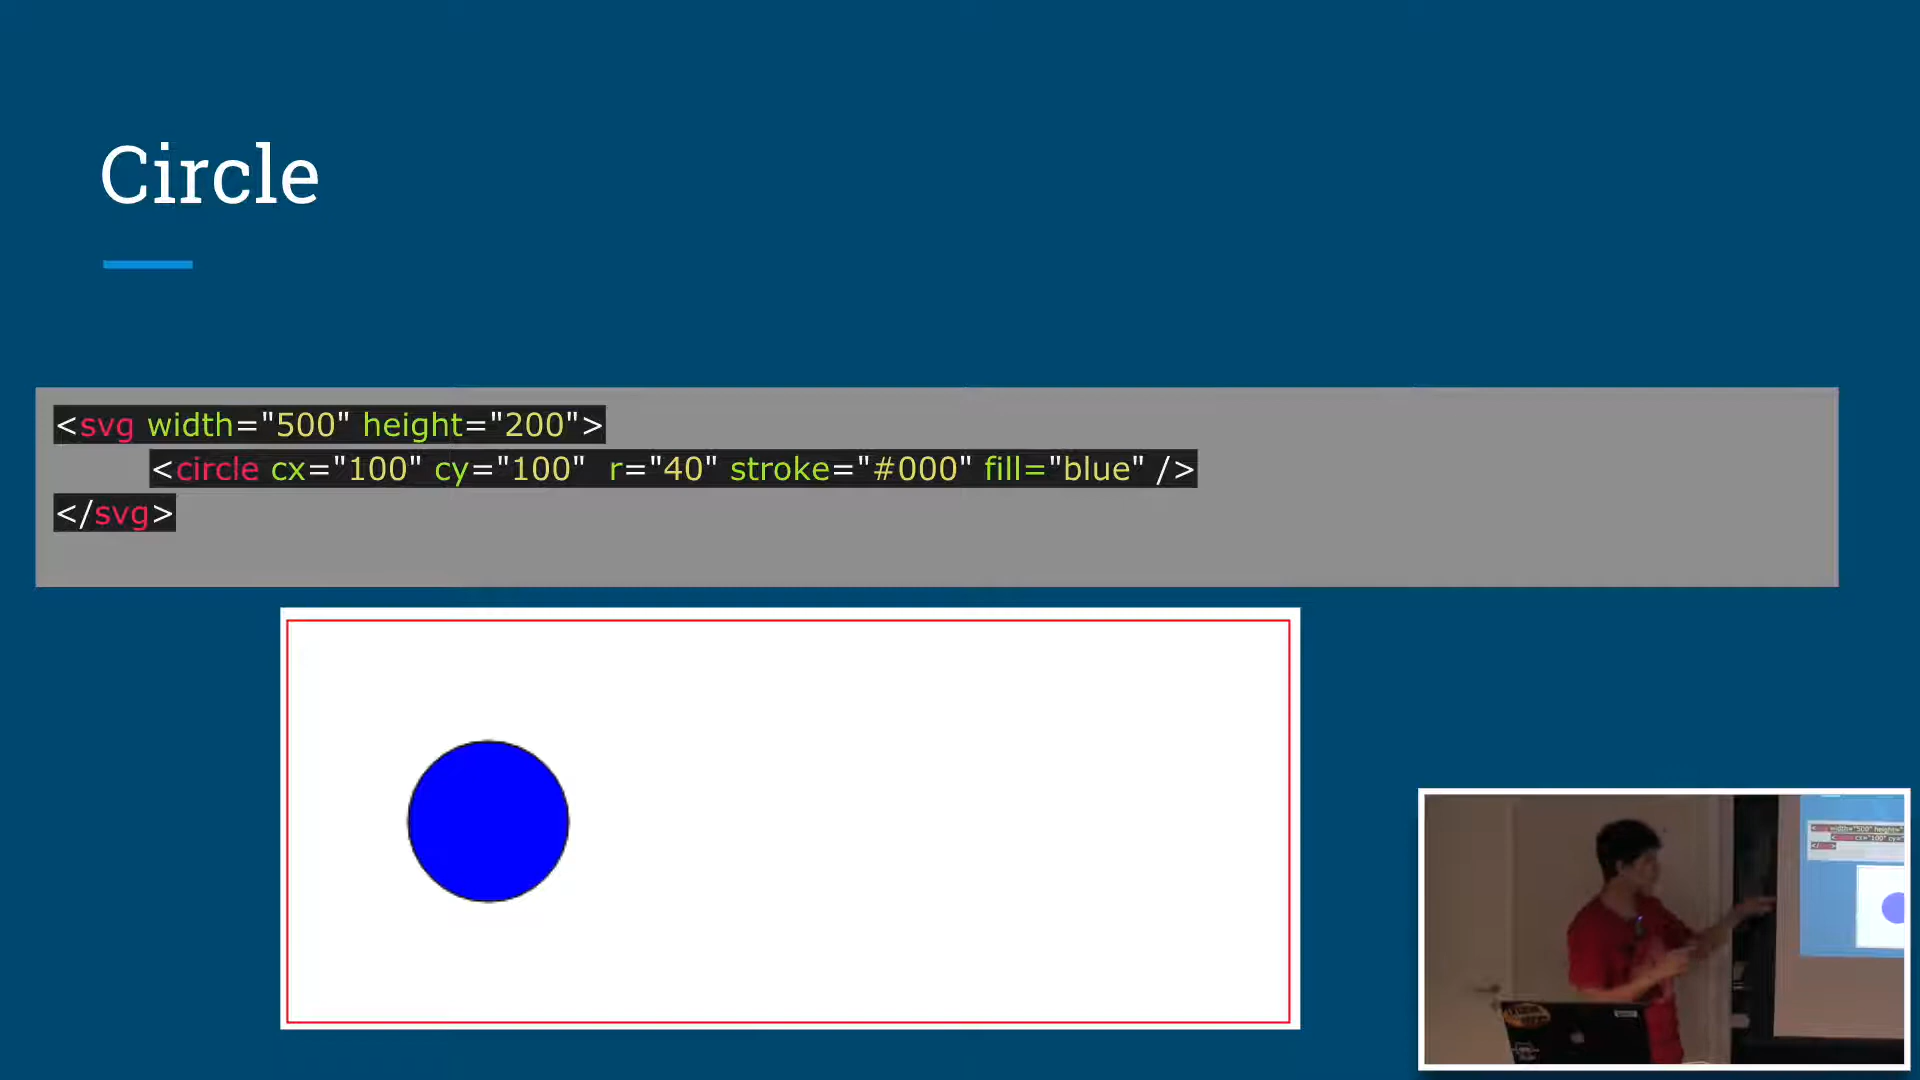 Circle
<svg width="500" height="200">
<circle cx="100" cy="100"  r="40" stroke="#000" fill="blue" />
</svg>